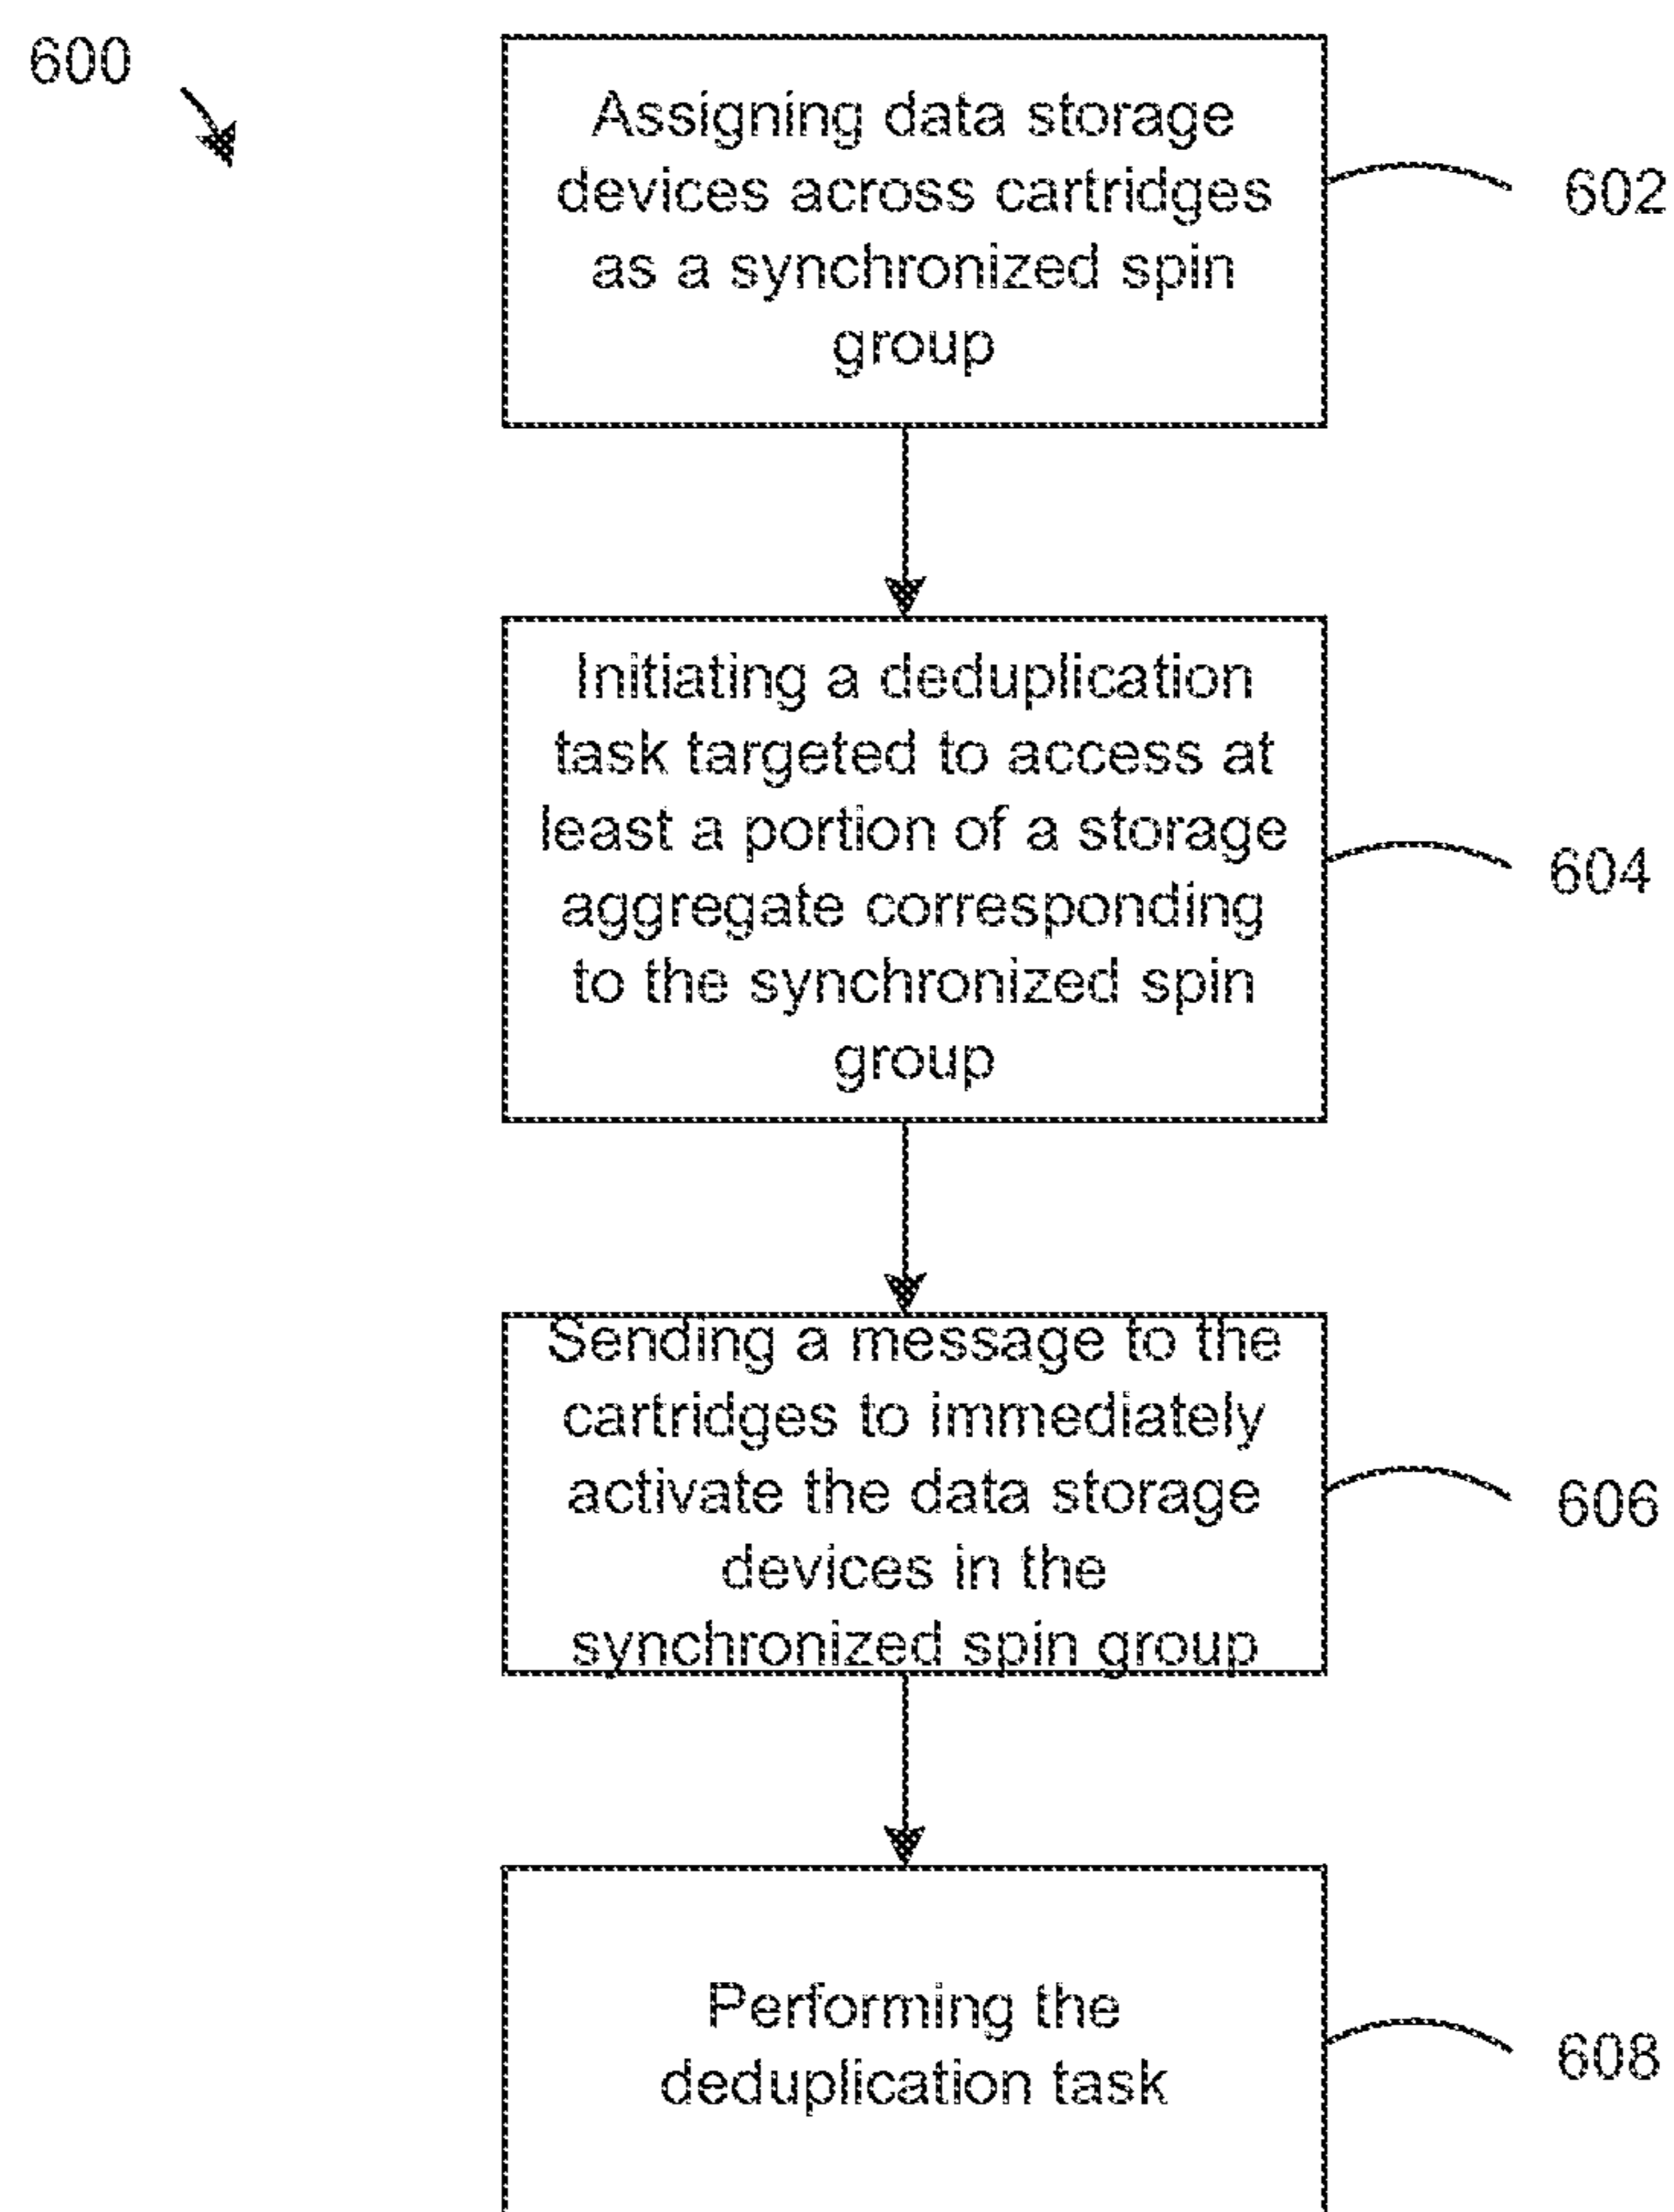 600
Assigning data storage
devices across cartridges
as a synchronized spin
group
602
Initiating a deduplication
task targeted to access at
least a portion of a storage
aggregate corresponding
to the synchronized spin
group
604
Sending a message to the
cartridges to immediately
activate the data storage
devices in the
synchronized spin group
606
Performing the
deduplication task
608